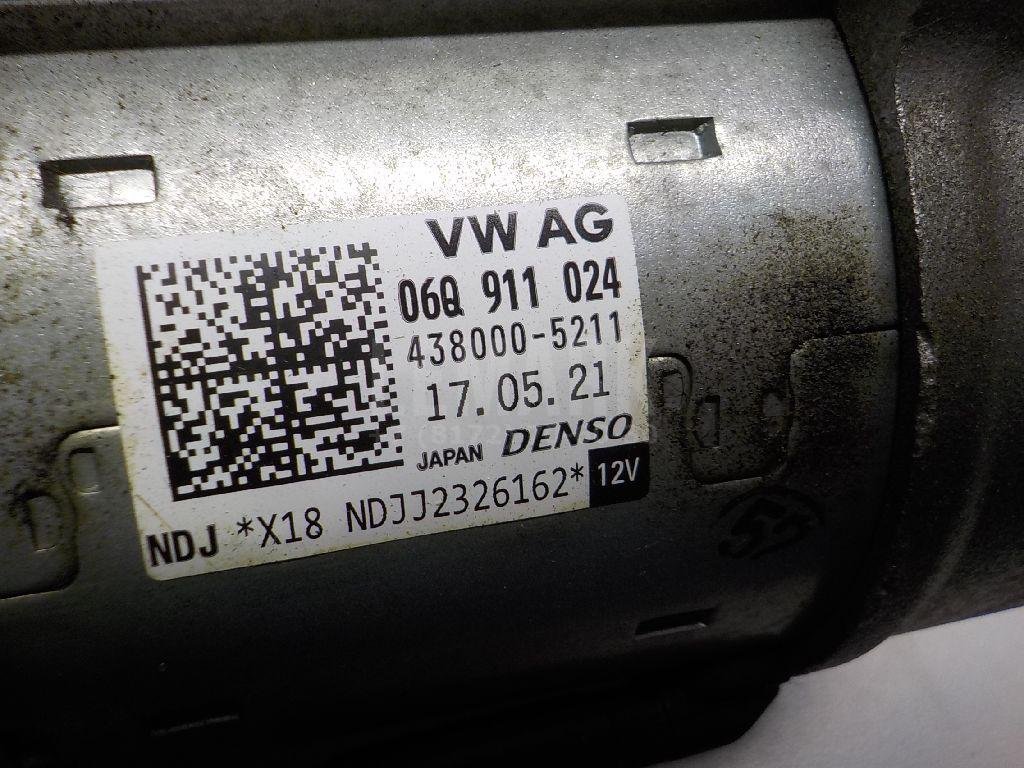 VW AG
06Q 911 024
438000-5211
17.05.21
JAPAN DENSO
NDJ *X18 NDJJ2326162* 12V